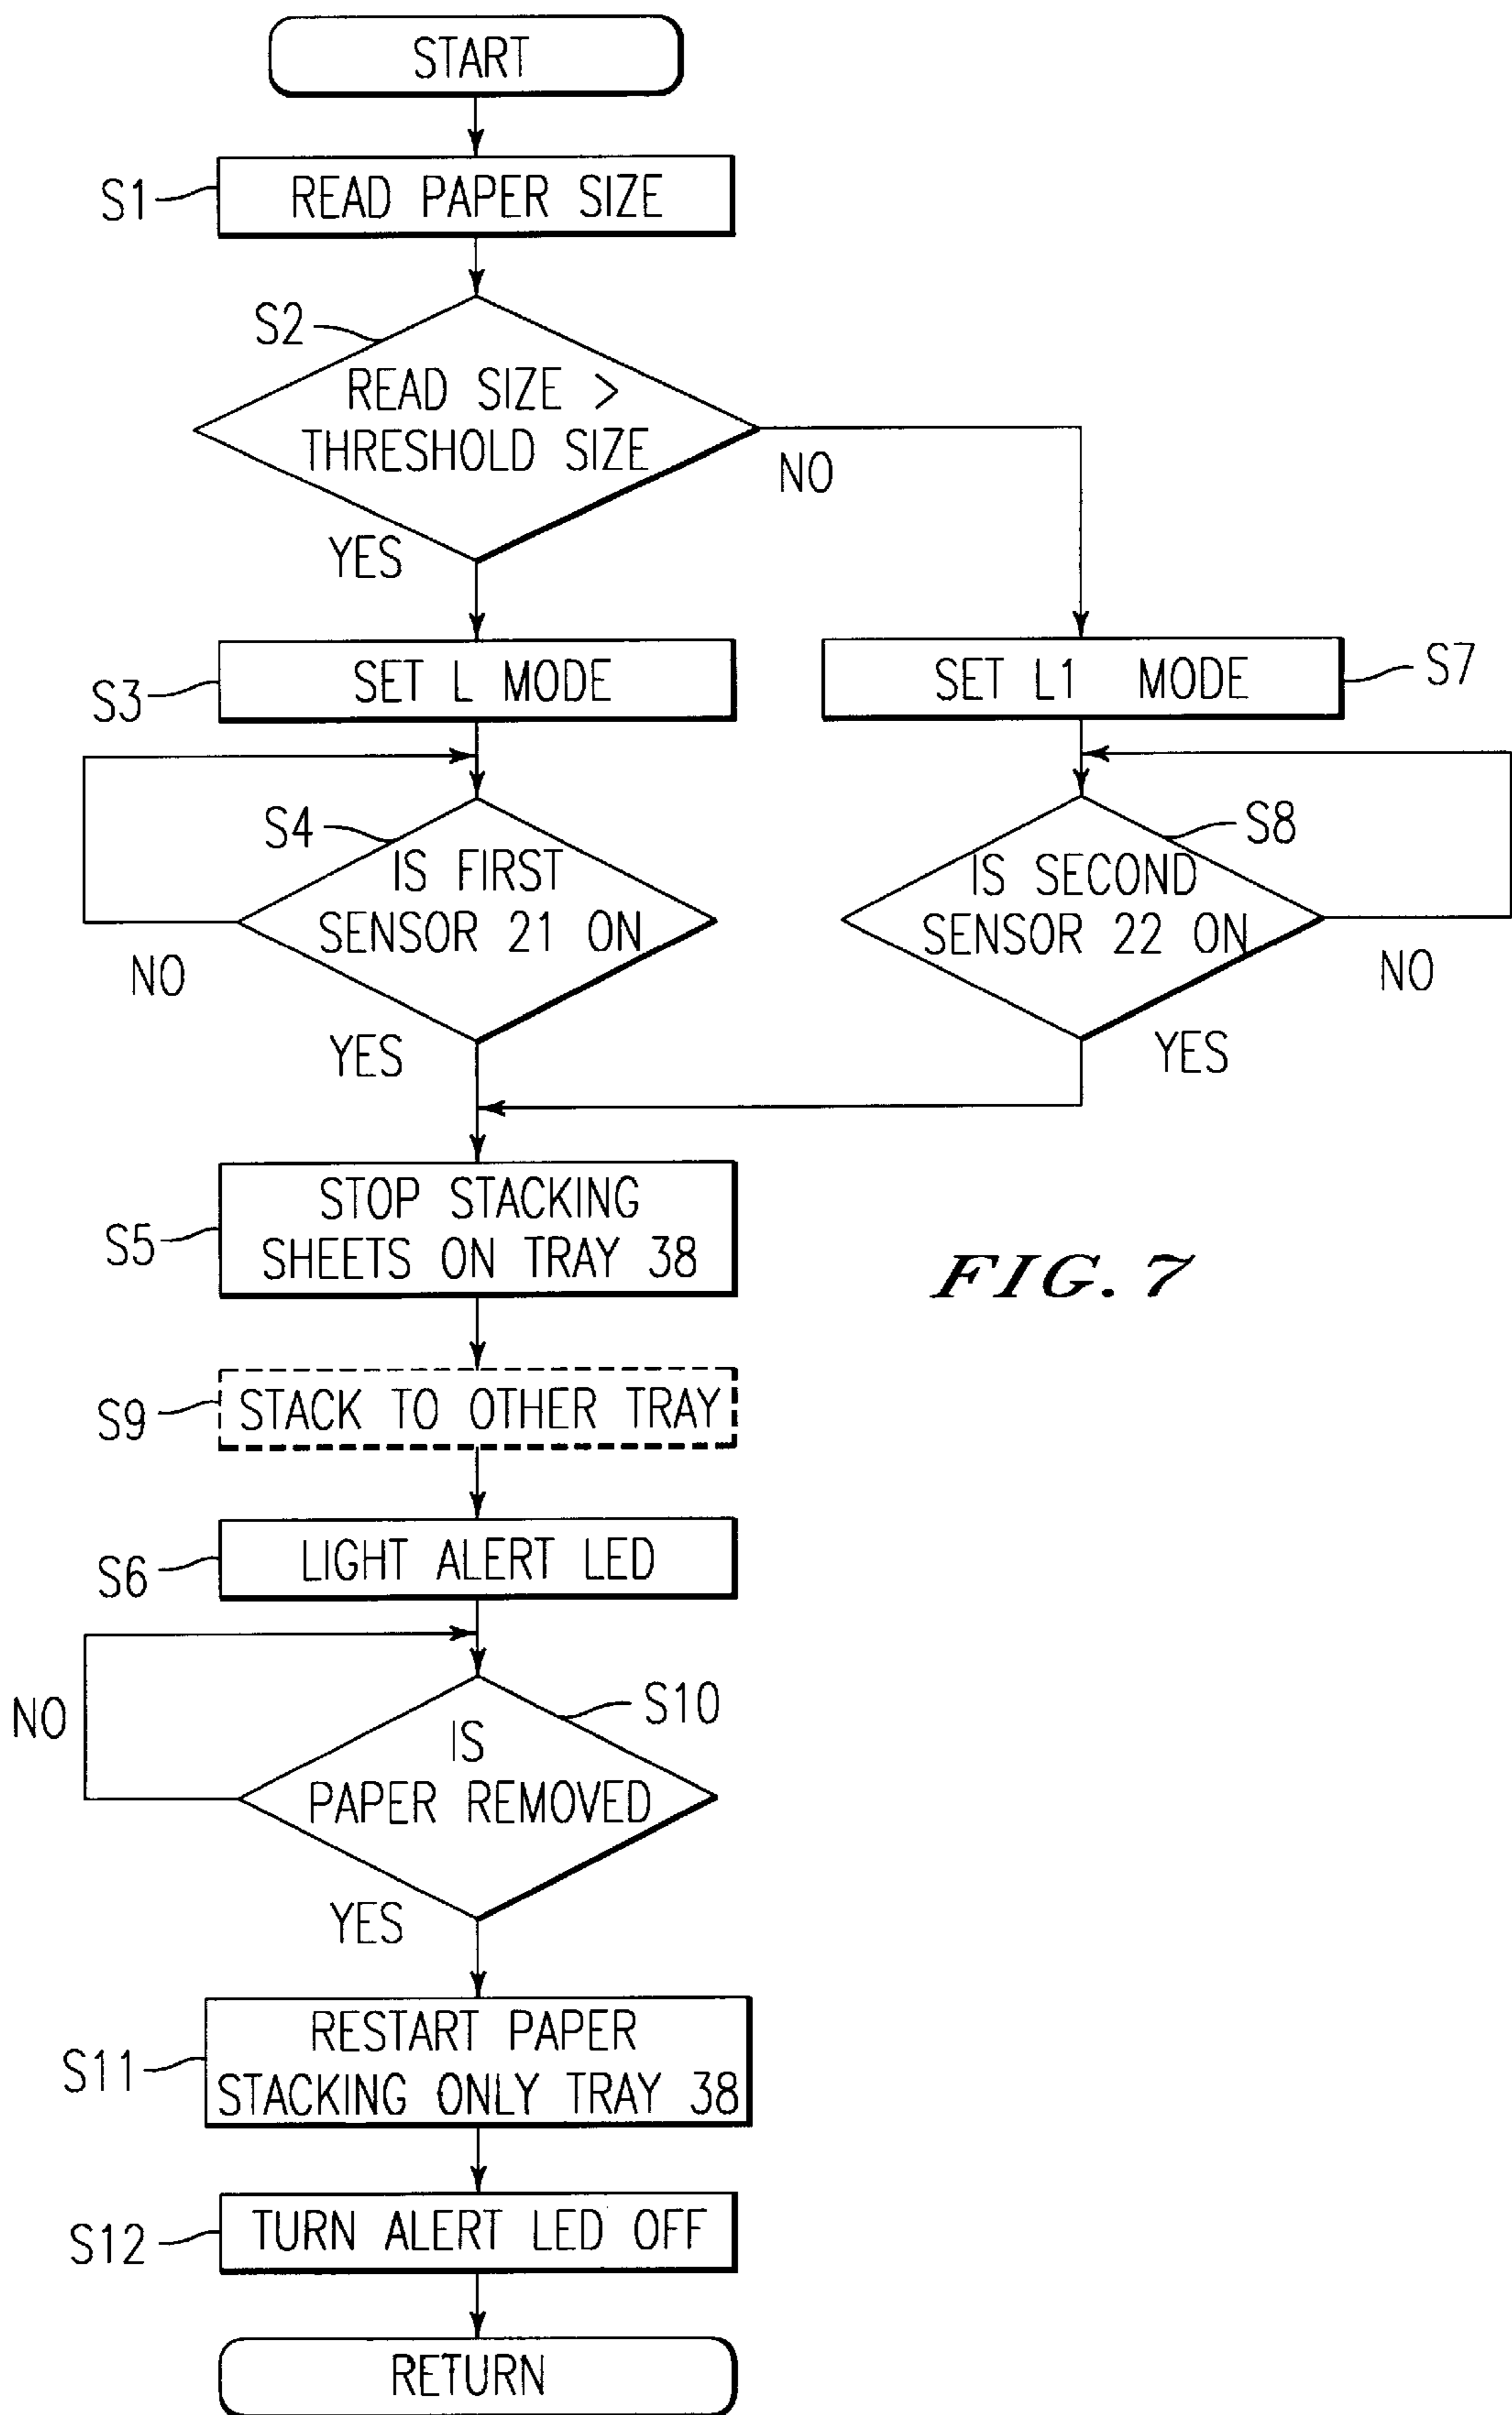 START
S1
READ PAPER SIZE
S2
READ SIZE >
THRESHOLD SIZE
NO
YES
S3
SET L MODE
SET L1 MODE
S7
S4
IS FIRST
SENSOR 21 ON
NO
YES
S8
IS SECOND
SENSOR 22 ON
NO
YES
S5
STOP STACKING
SHEETS ON TRAY 38
FIG. 7
S9
STACK TO OTHER TRAY
S6
LIGHT ALERT LED
NO
S10
IS
PAPER REMOVED
YES
S11
RESTART PAPER
STACKING ONLY TRAY 38
S12
TURN ALERT LED OFF
RETURN